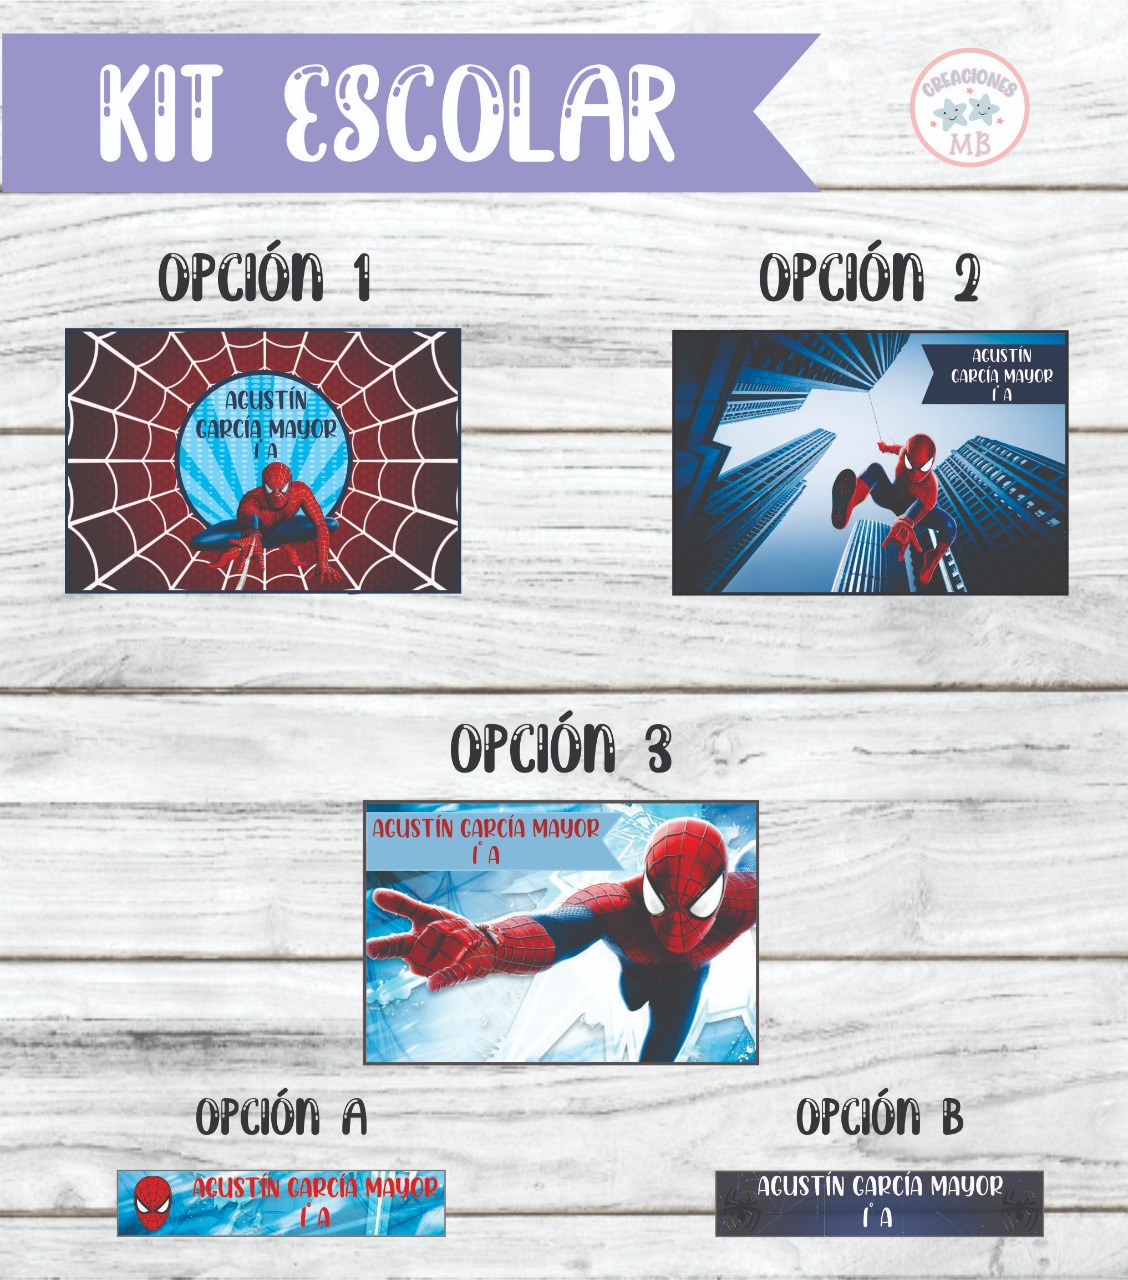 KIT ESCOLAR
CREACIONES
MB
OPCIÓN 1
OPCIÓN 2
AGUSTÍN
GARCÍA MAYOR
1° A
AGUSTÍN
GARCÍA MAYOR
1° A
OPCIÓN 3
AGUSTÍN GARCÍA MAYOR
1° A
OPCIÓN A
OPCIÓN B
AGUSTÍN GARCÍA MAYOR
1° A
AGUSTÍN GARCÍA MAYOR
1° A